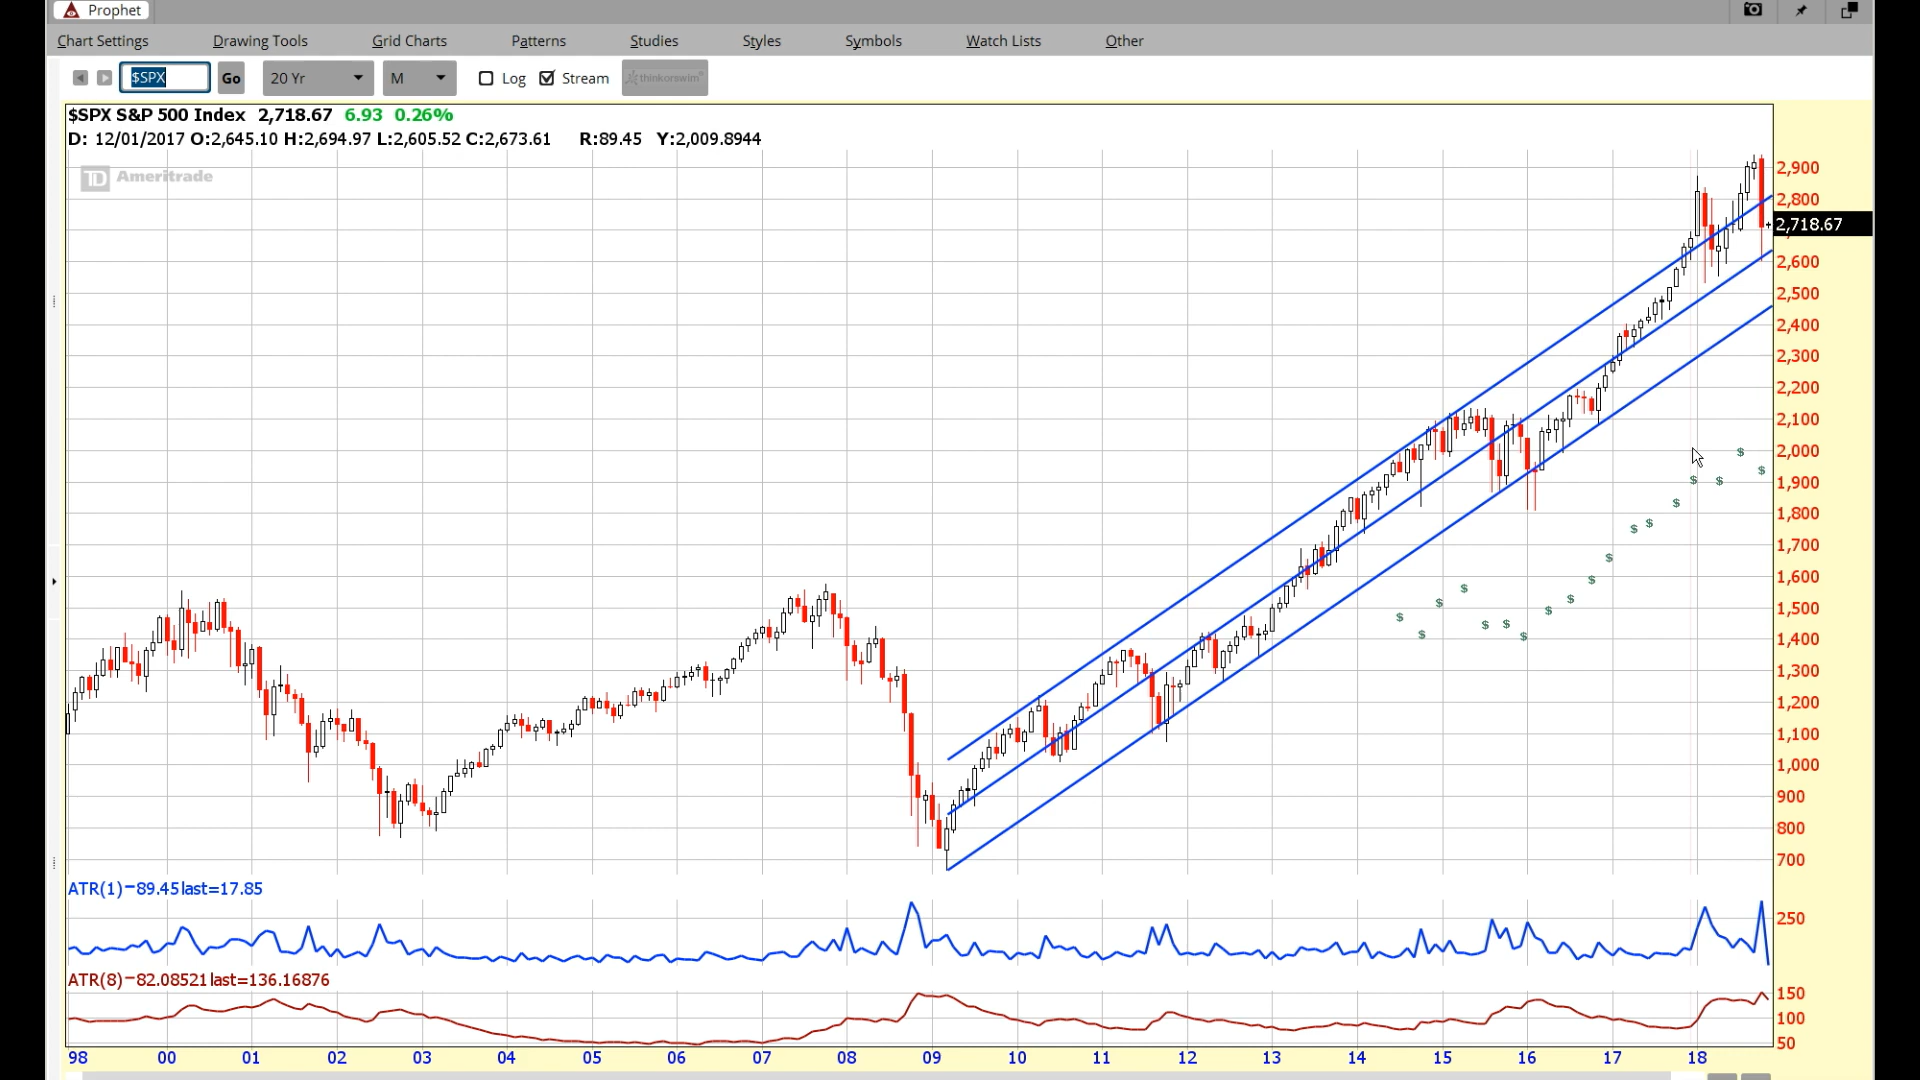 Prophet
Chart Settings Drawing Tools Grid Charts Patterns Studies Styles Symbols Watch Lists Other
$SPX Go 20 Yr M Log Stream thinkorswim
$SPX S&P 500 Index 2,718.67 6.93 0.26%
D: 12/01/2017 O:2,645.10 H:2,694.97 L:2,605.52 C:2,673.61 R:89.45 Y:2,009.8944
TD Ameritrade
2,900
2,800
2,718.67
2,600
2,500
2,400
2,300
2,200
2,100
2,000
1,900
1,800
1,700
1,600
1,500
1,400
1,300
1,200
1,100
1,000
900
800
700
$ $ $ $ $ $ $ $ $ $ $ $ $ $ $ $ $ $ $
ATR(1)-89.45last=17.85
250
ATR(8)-82.08521last=136.16876
150
100
50
98 00 01 02 03 04 05 06 07 08 09 10 11 12 13 14 15 16 17 18